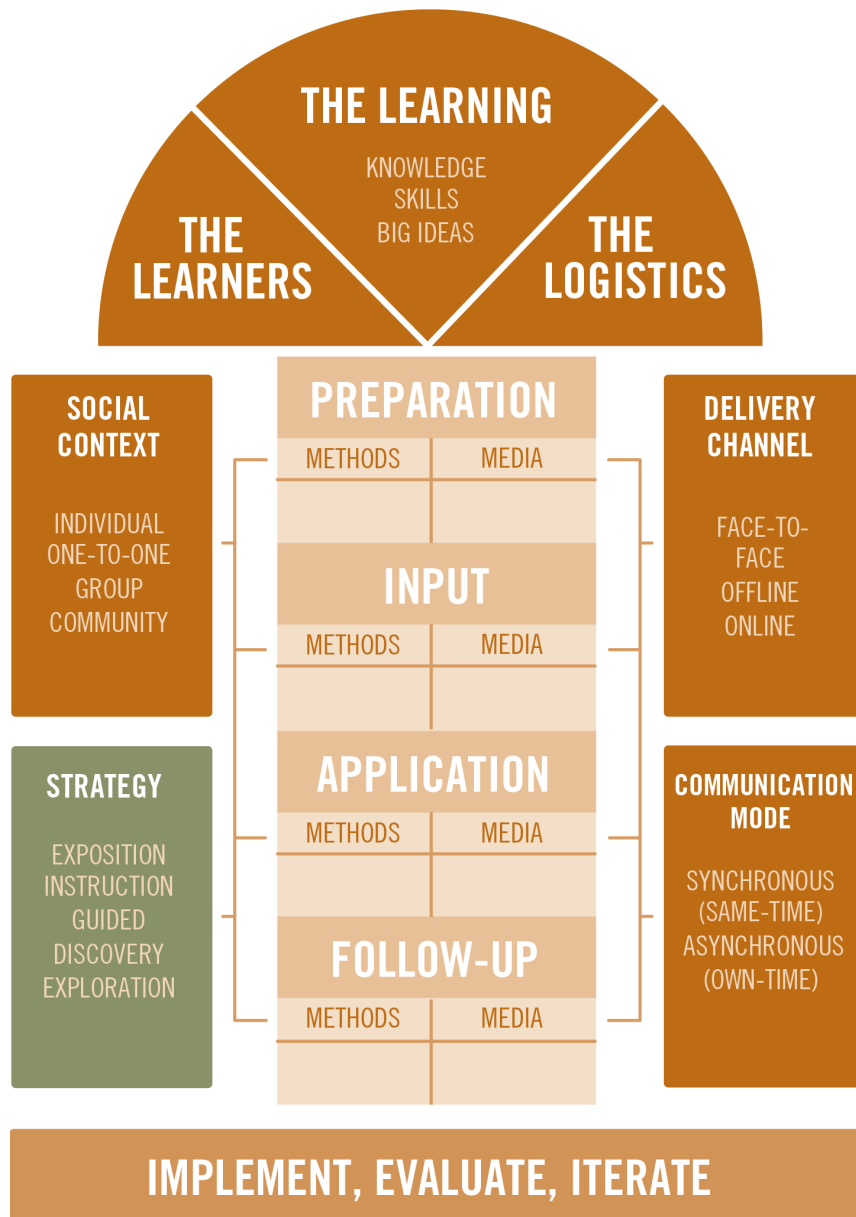 THE LEARNING
KNOWLEDGE
SKILLS
BIG IDEAS
THE
LEARNERS
THE
LOGISTICS
SOCIAL
CONTEXT
INDIVIDUAL
ONE-TO-ONE
GROUP
COMMUNITY
STRATEGY
EXPOSITION
INSTRUCTION
GUIDED
DISCOVERY
EXPLORATION
PREPARATION
METHODS MEDIA
INPUT
METHODS MEDIA
APPLICATION
METHODS MEDIA
FOLLOW-UP
METHODS MEDIA
DELIVERY
CHANNEL
FACE-TO-
FACE
OFFLINE
ONLINE
COMMUNICATION
MODE
SYNCHRONOUS
(SAME-TIME)
ASYNCHRONOUS
(OWN-TIME)
IMPLEMENT, EVALUATE, ITERATE